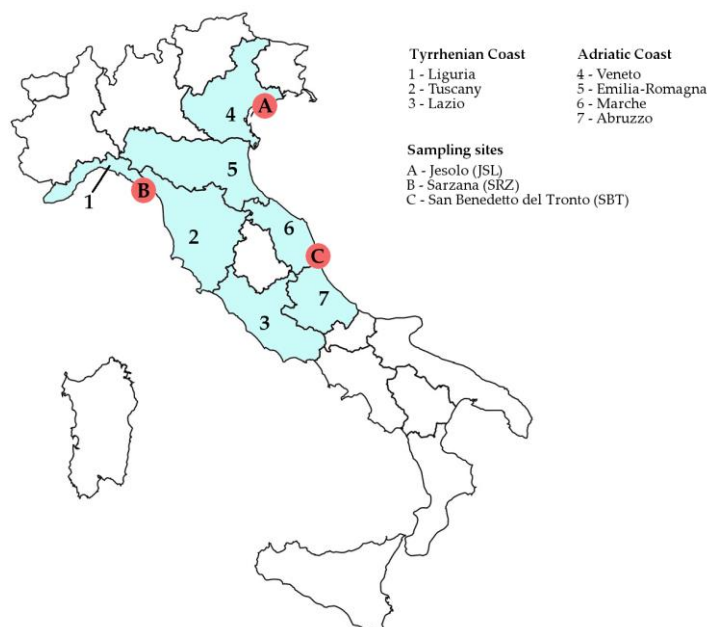 Tyrrhenian Coast
1 - Liguria
2 - Tuscany
3 - Lazio
Adriatic Coast
4 - Veneto
5 - Emilia-Romagna
6 - Marche
7 - Abruzzo
Sampling sites
A - Jesolo (JSL)
B - Sarzana (SRZ)
C - San Benedetto del Tronto (SBT)
4
A
5
B
1
2
6
C
7
3